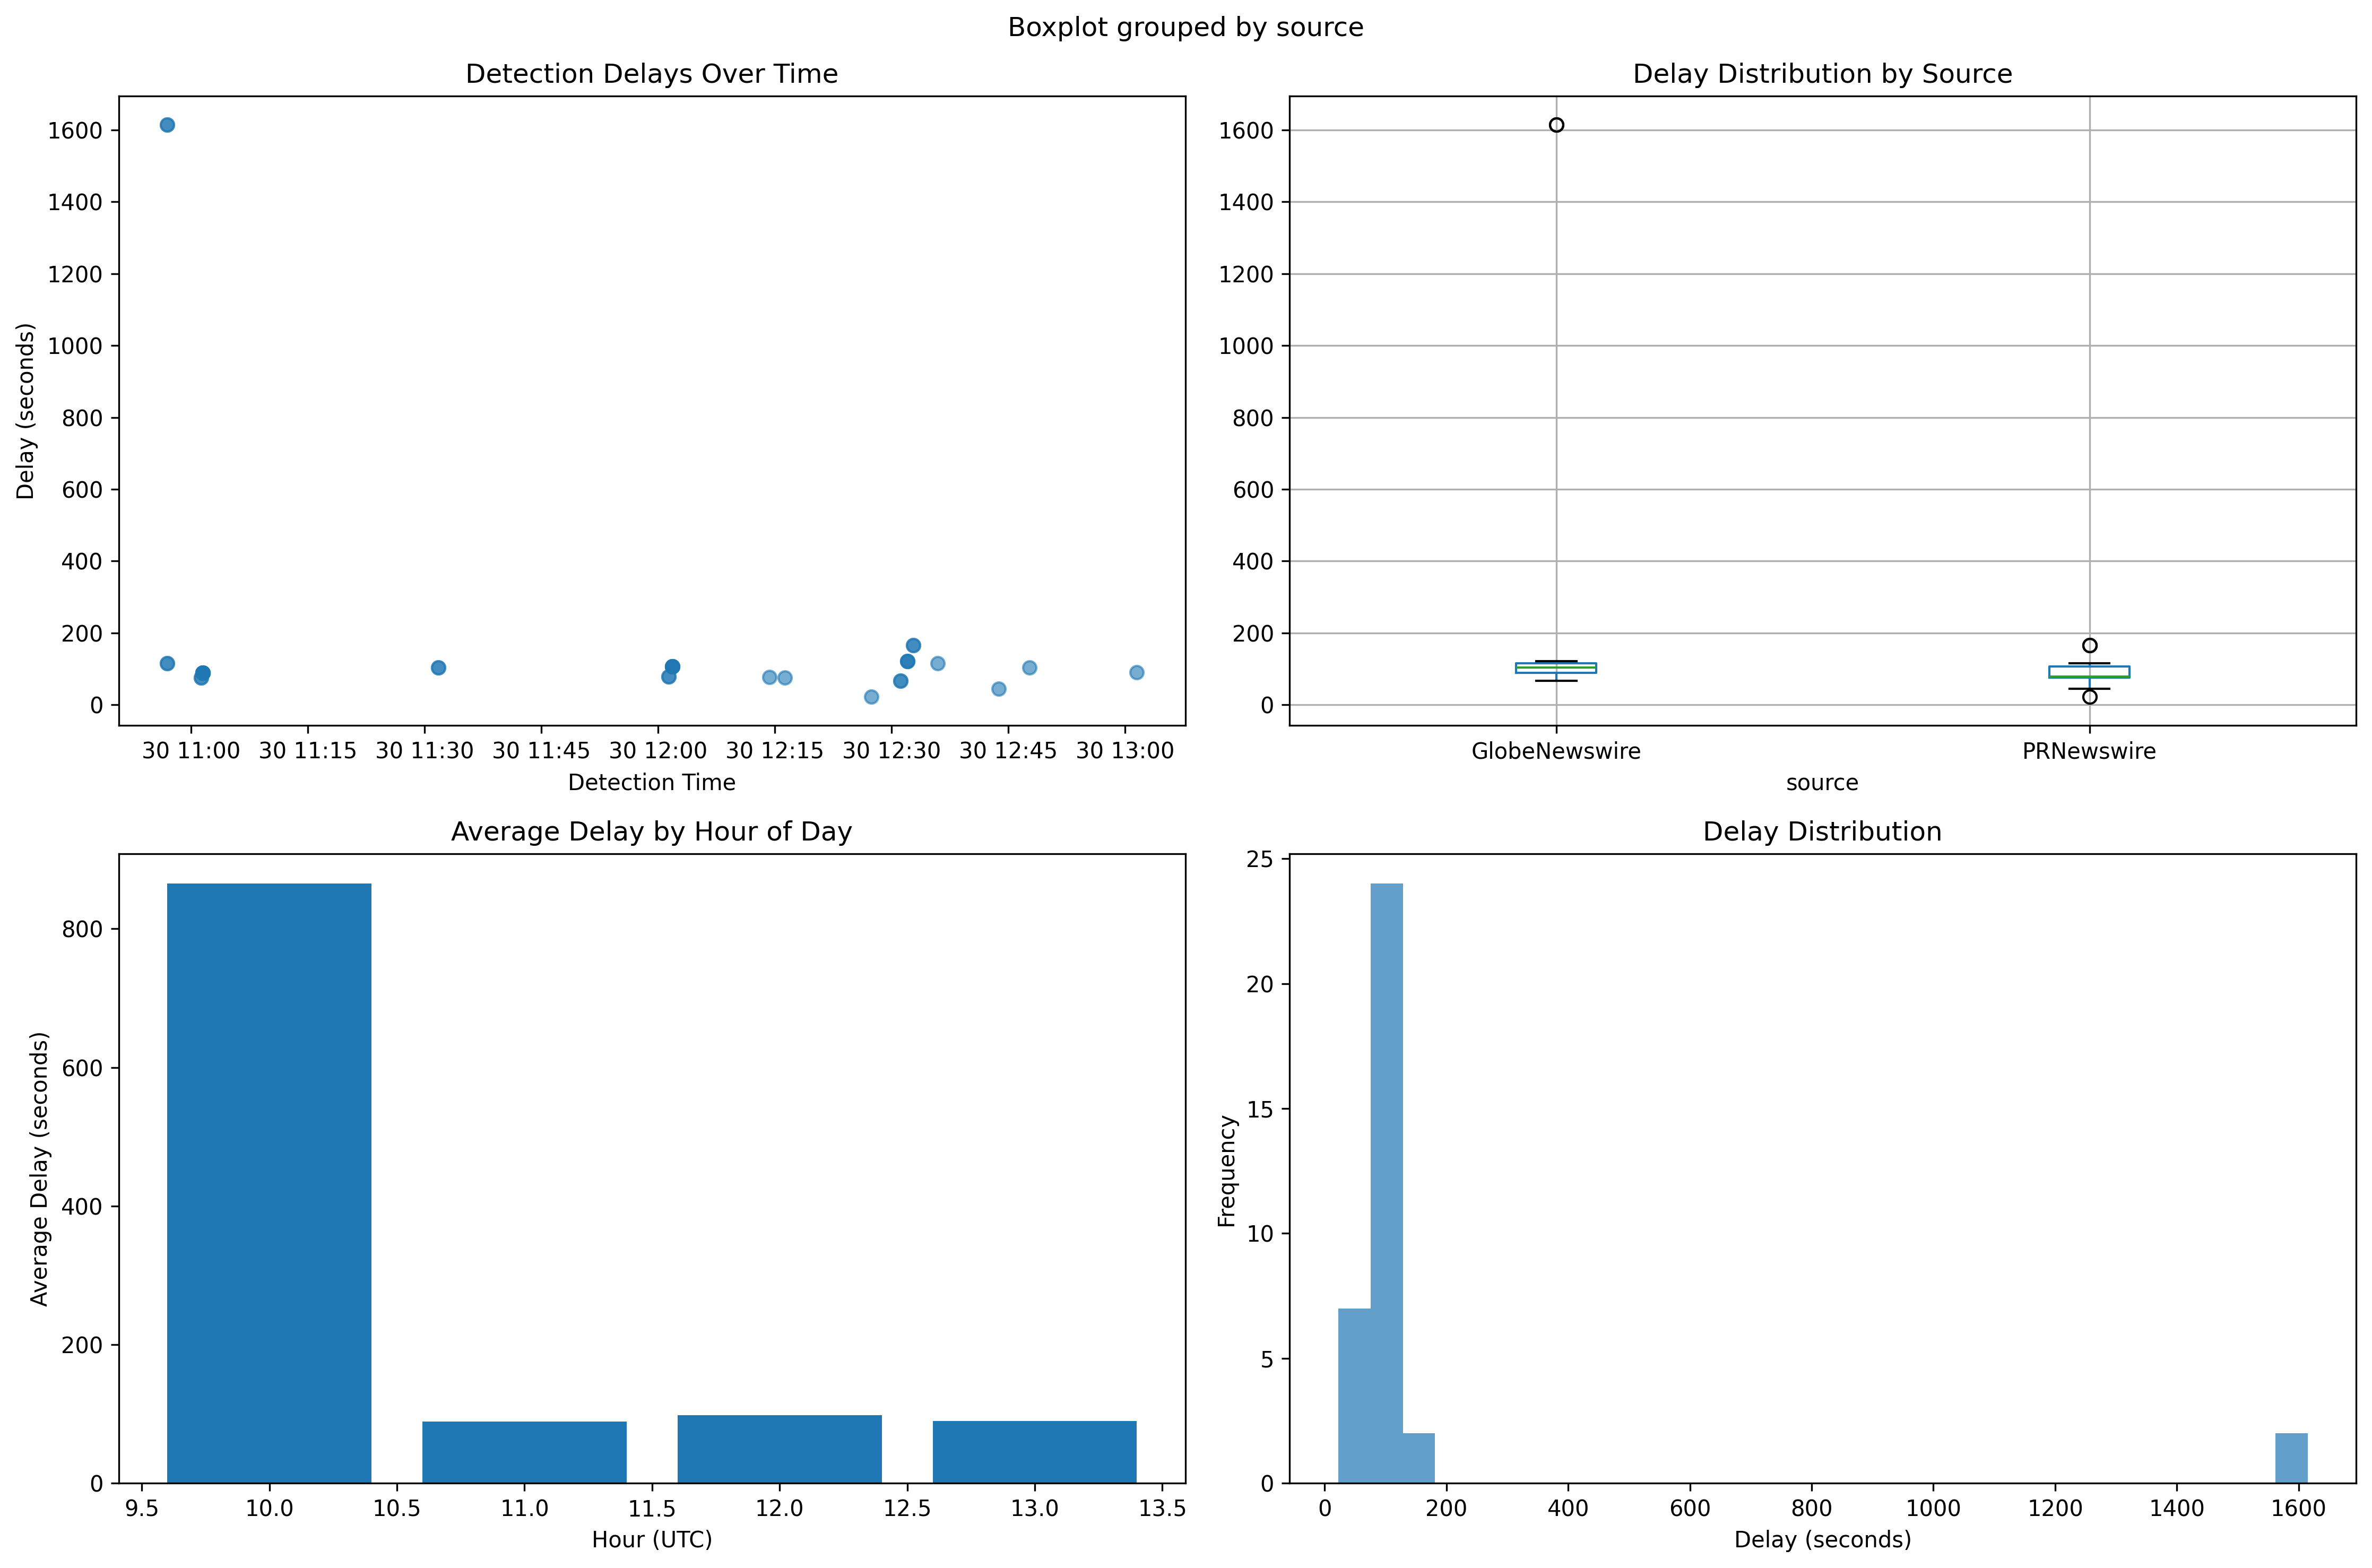 Boxplot grouped by source
Detection Delays Over Time
1600
1400
1200
1000
800
600
400
200
0
Delay (seconds)
30 11:00 30 11:15 30 11:30 30 11:45 30 12:00 30 12:15 30 12:30 30 12:45 30 13:00
Detection Time
Delay Distribution by Source
1600
1400
1200
1000
800
600
400
200
0
GlobeNewswire PRNewswire
source
Average Delay by Hour of Day
800
600
400
200
0
Average Delay (seconds)
9.5 10.0 10.5 11.0 11.5 12.0 12.5 13.0 13.5
Hour (UTC)
Delay Distribution
25
20
15
10
5
0
Frequency
0 200 400 600 800 1000 1200 1400 1600
Delay (seconds)